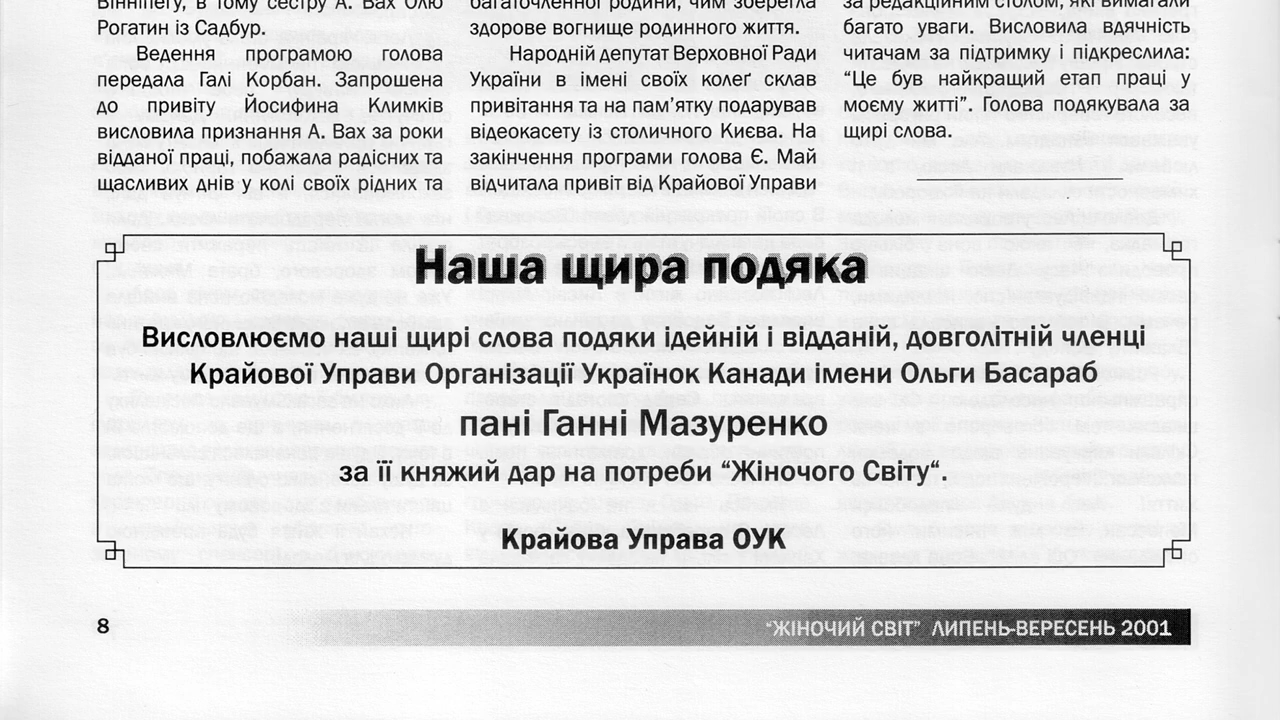 Вінніпегу, в тому сестру А. Вах Олю
Рогатин із Садбур.
Ведення програмою голова
передала Галі Корбан. Запрошена
до привіту Йосифина Климків
висловила признання А. Вах за роки
відданої праці, побажала радісних та
щасливих днів у колі своїх рідних та
багаточленної родини, чим зберегла
здорове вогнище родинного життя.
Народній депутат Верховної Ради
України в імені своїх колеґ склав
привітання та на пам’ятку подарував
відеокасету із столичного Києва. На
закінчення програми голова Є. Май
відчитала привіт від Крайової Управи
за редакційним столом, які вимагали
багато уваги. Висловила вдячність
чинам за підтримку і підкреслила:
“Це був найкращий етап праці у
моєму житті”. Голова подякувала за
щирі слова.
Наша щира подяка
Висловлюємо наші щирі слова подяки ідейній і відданій, довголітній членці
Крайової Управи Організації Українок Канади імени Ольги Басараб
пані Ганні Мазуренко
за її княжий дар на потреби “Жіночого Світу“.
Крайова Управа ОУК
8
“ЖІНОЧИЙ СВІТ” ЛИПЕНЬ-ВЕРЕСЕНЬ 2001